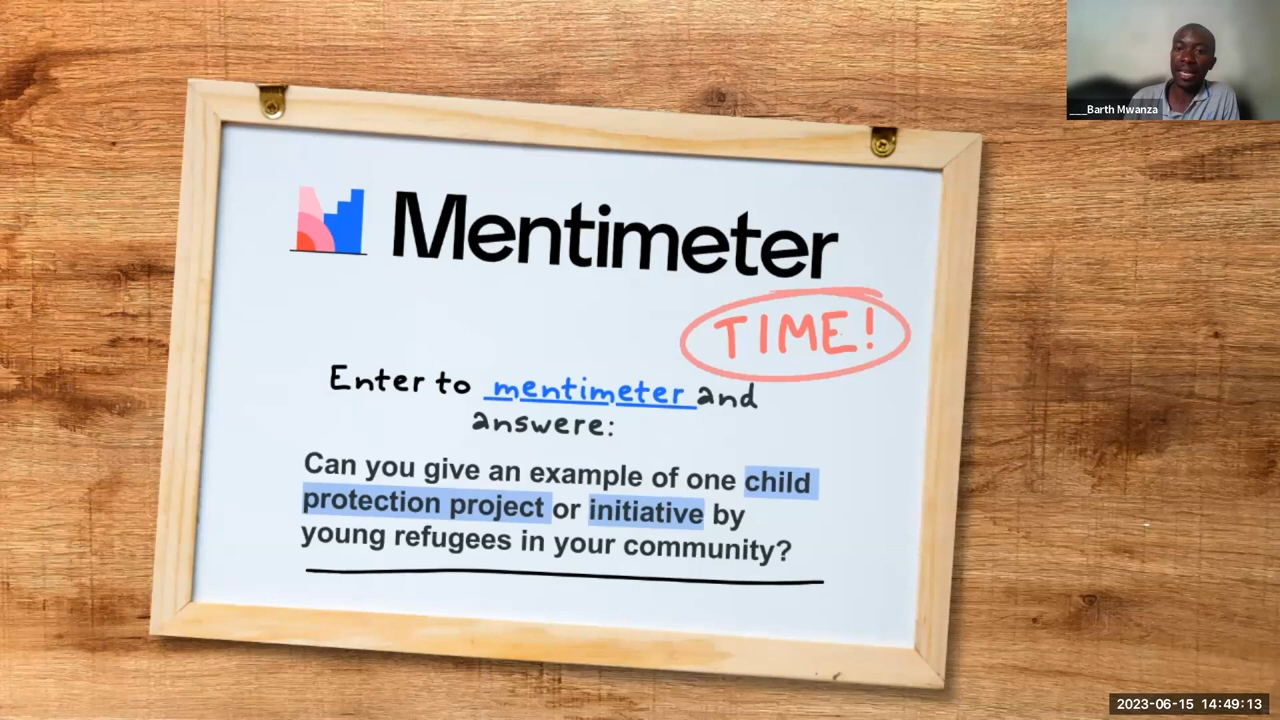 ___Barth Mwanza
Mentimeter
TIME!
Enter to mentimeter and
answere:
Can you give an example of one child
protection project or initiative by
young refugees in your community?
2023-06-15 14:49:13